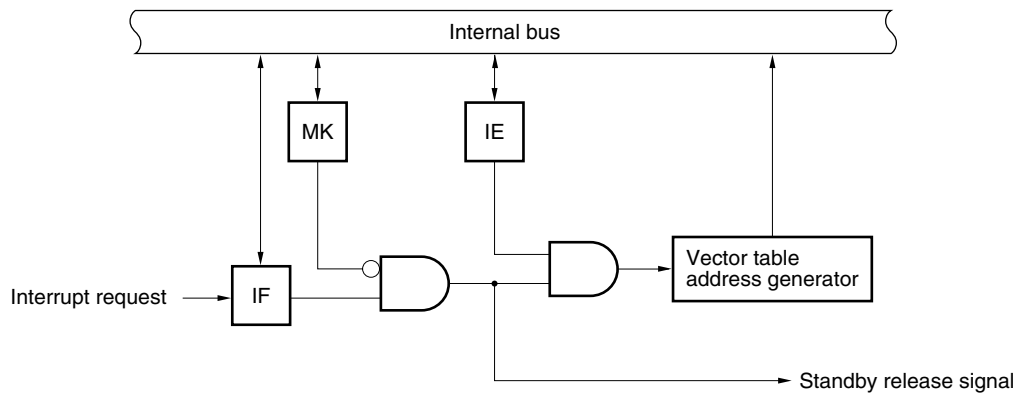 Internal bus
MK
IE
Interrupt request
IF
Vector table
address generator
Standby release signal